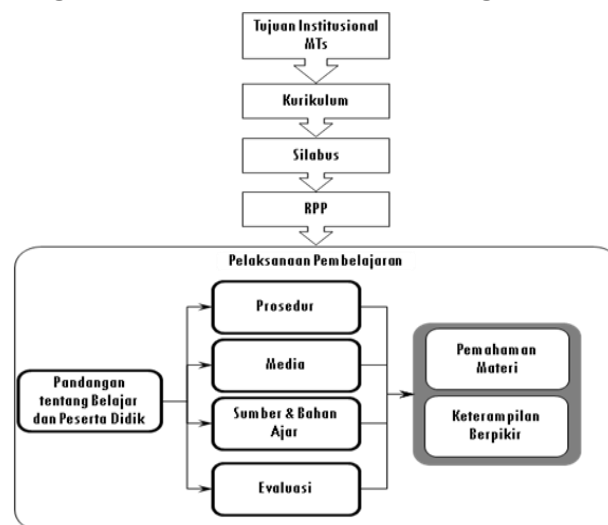 Tujuan Institusional
MTs
Kurikulum
Silabus
RPP
Pelaksanaan Pembelajaran
Prosedur
Media
Sumber & Bahan
Ajar
Evaluasi
Pandangan
tentang Belajar
dan Peserta Didik
Pemahaman
Materi
Keterampilan
Berpikir